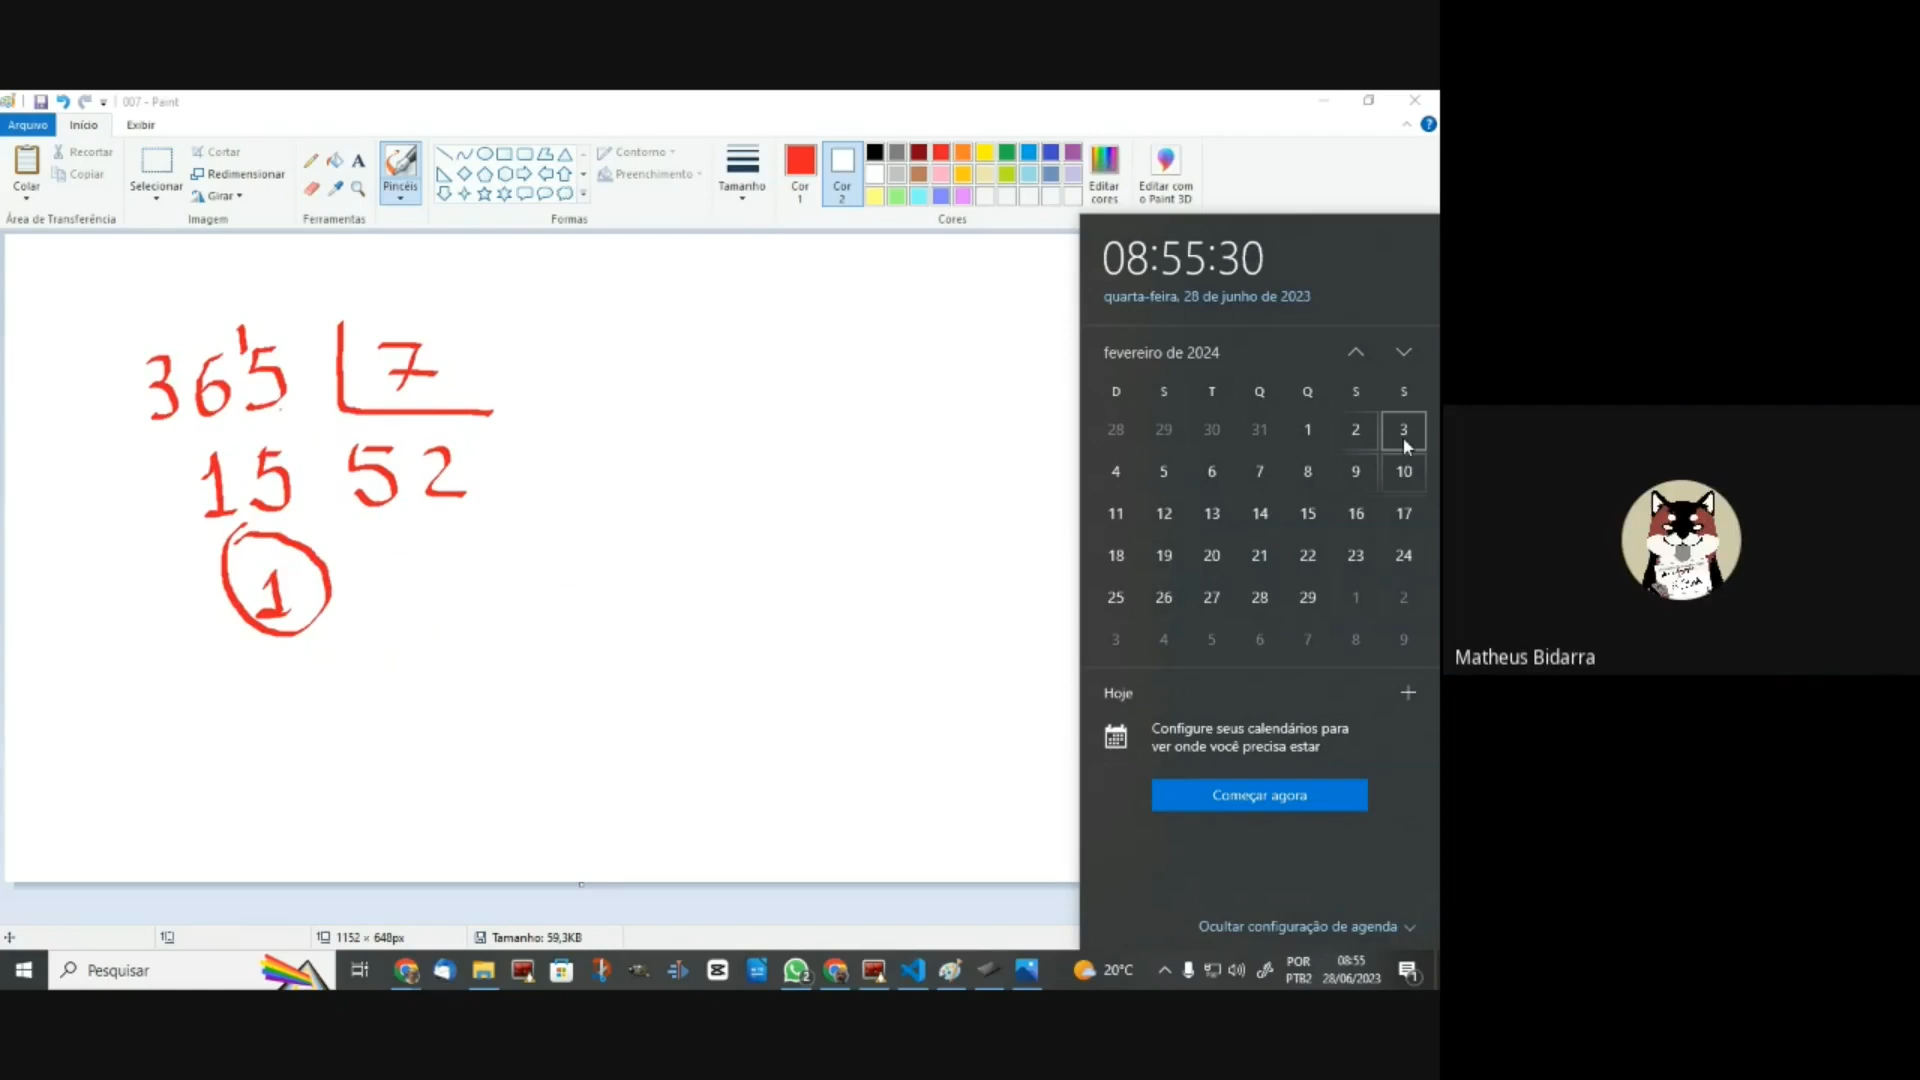 007 - Paint
Arquivo Início Exibir
Colar
Recortar
Copiar
Área de Transferência
Selecionar
Cortar
Redimensionar
Girar
Imagem
A
Ferramentas
Pincéis
Contorno
Preenchimento
Formas
Tamanho
Cor 1
Cor 2
Editar cores
Editar com o Paint 3D
Cores
365 7
1
15 52
1
08:55:30
quarta-feira, 28 de junho de 2023
fevereiro de 2024
D S T Q Q S S
28 29 30 31 1 2 3
4 5 6 7 8 9 10
11 12 13 14 15 16 17
18 19 20 21 22 23 24
25 26 27 28 29 1 2
3 4 5 6 7 8 9
Hoje
Configure seus calendários para
ver onde você precisa estar
Começar agora
Ocultar configuração de agenda
Matheus Bidarra
1152 × 648px
Tamanho: 59,3KB
Pesquisar
2
20°C
POR
PTB2
08:55
28/06/2023
1